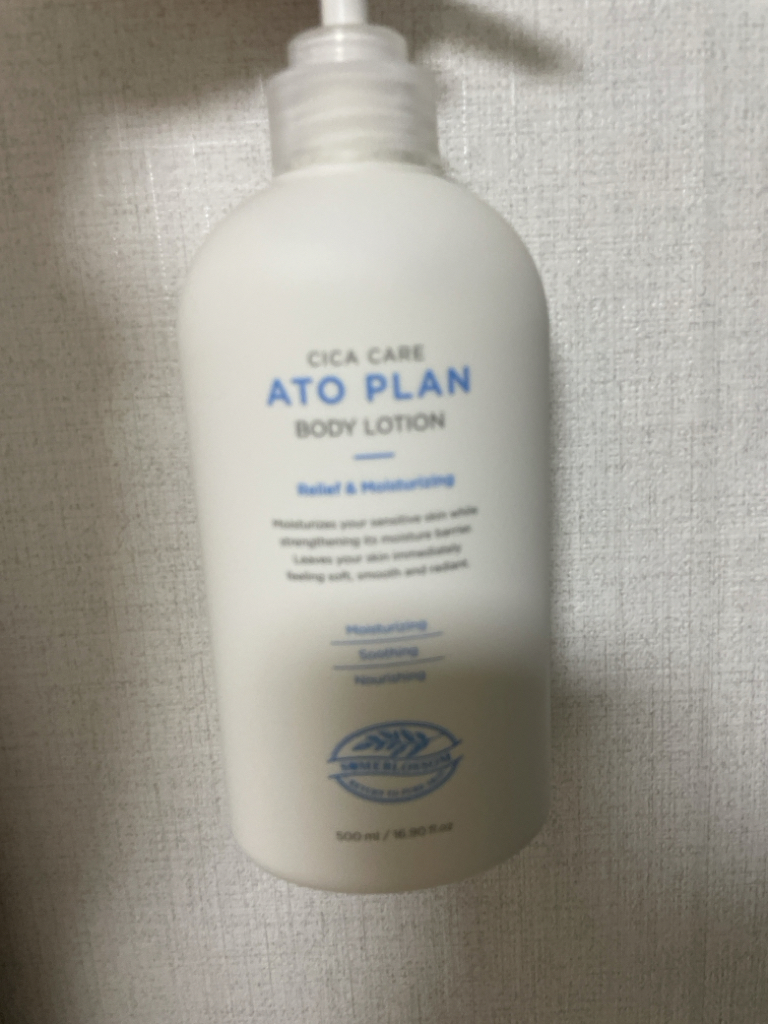 CICA CARE
ATO PLAN
BODY LOTION
Relief & Moisturizing
Moisturizes your sensitive skin while
strengthening its moisture barrier.
Leaves your skin immediately
feeling soft, smooth and radiant.
Moisturizing
Soothing
Nourishing
500 ml / 16.90 fl oz